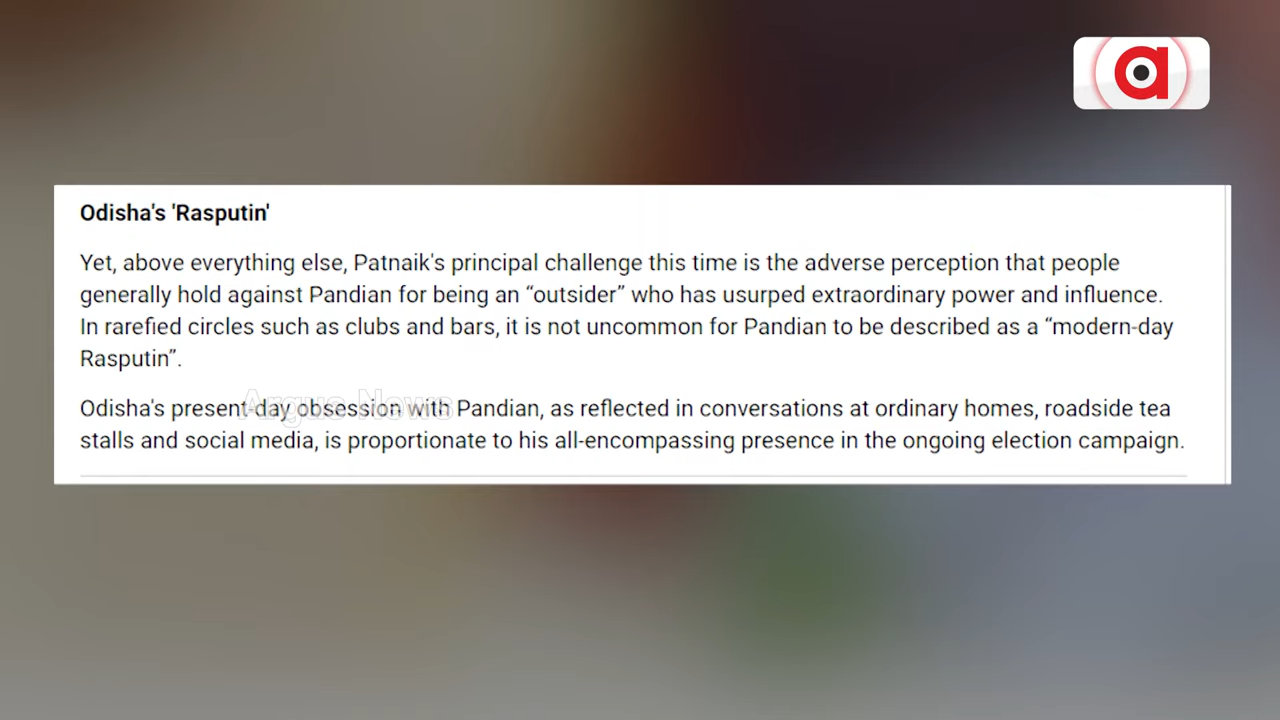 a
Odisha's 'Rasputin'
Yet, above everything else, Patnaik's principal challenge this time is the adverse perception that people
generally hold against Pandian for being an “outsider” who has usurped extraordinary power and influence.
In rarefied circles such as clubs and bars, it is not uncommon for Pandian to be described as a “modern-day
Rasputin”.
Argus News
Odisha's present-day obsession with Pandian, as reflected in conversations at ordinary homes, roadside tea
stalls and social media, is proportionate to his all-encompassing presence in the ongoing election campaign.